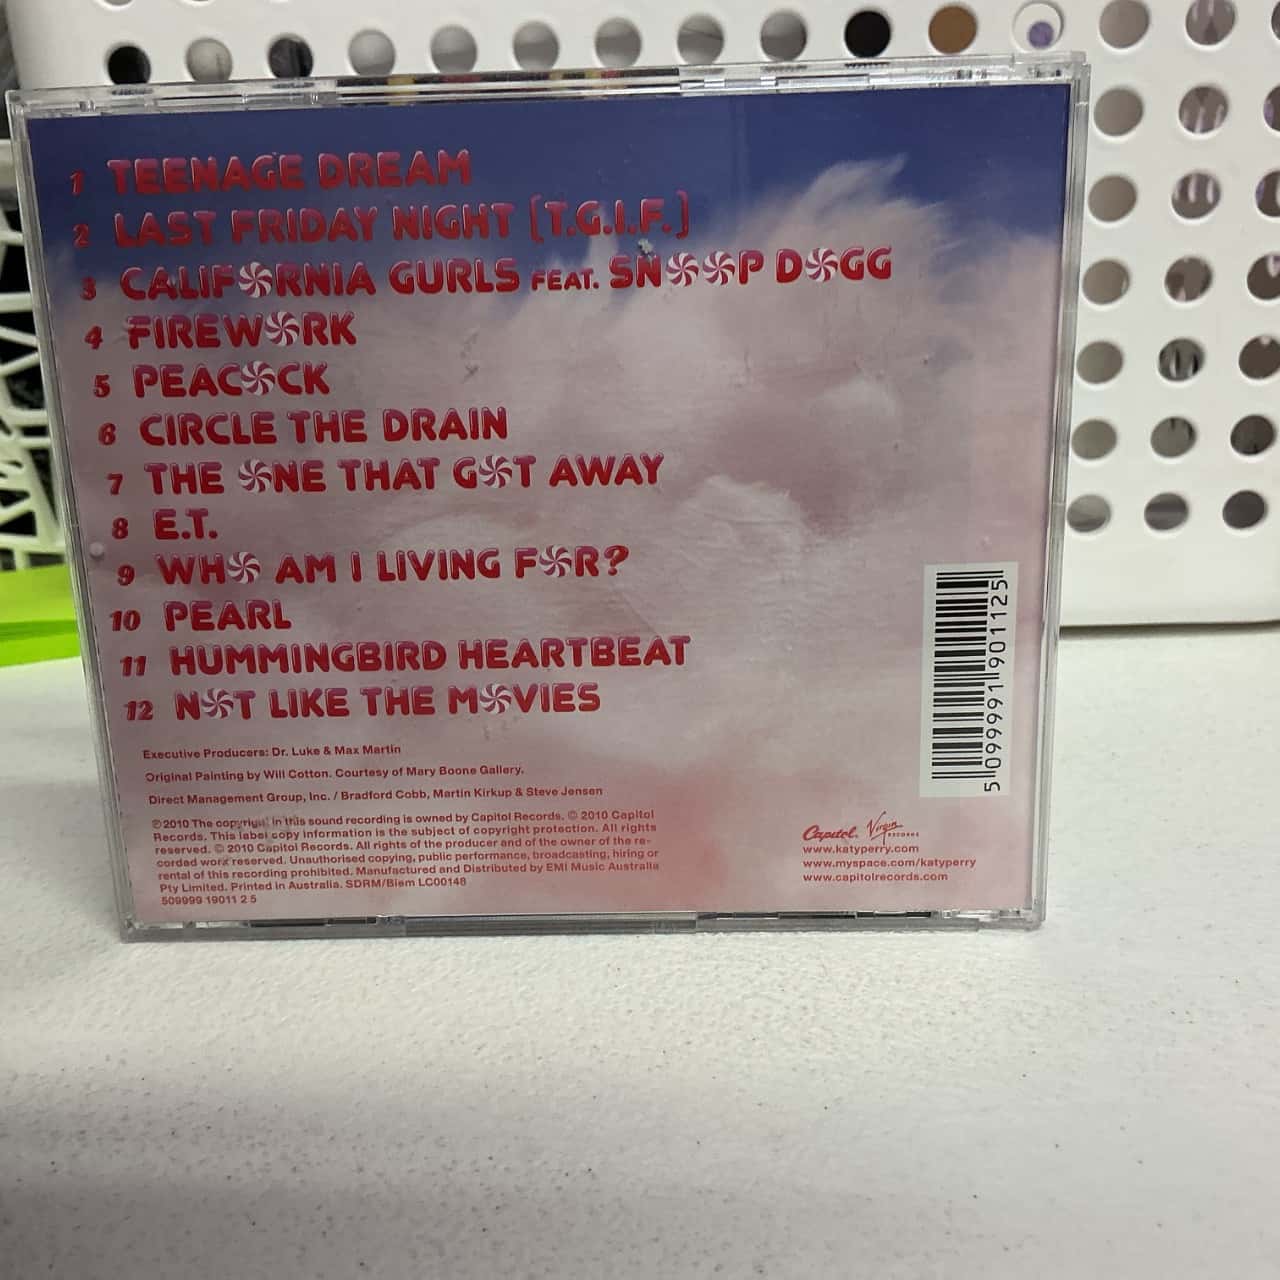 1 TEENAGE DREAM
2 LAST FRIDAY NIGHT (T.G.I.F.)
3 CALIFORNIA GURLS FEAT. SNOOP DOGG
4 FIREWORK
5 PEACOCK
6 CIRCLE THE DRAIN
7 THE ONE THAT GOT AWAY
8 E.T.
9 WHO AM I LIVING FOR?
10 PEARL
11 HUMMINGBIRD HEARTBEAT
12 NOT LIKE THE MOVIES
Executive Producers: Dr. Luke & Max Martin
Original Painting by Will Cotton. Courtesy of Mary Boone Gallery.
Direct Management Group, Inc. / Bradford Cobb, Martin Kirkup & Steve Jensen
℗2010 The copyright in this sound recording is owned by Capitol Records. © 2010 Capitol
Records. This label copy information is the subject of copyright protection. All rights
reserved. © 2010 Capitol Records. All rights of the producer and of the owner of the re-
corded work reserved. Unauthorised copying, public performance, broadcasting, hiring or
rental of this recording prohibited. Manufactured and Distributed by EMI Music Australia
Pty Limited. Printed in Australia. SDRM/Biem LC00148
509999 19011 2 5
5 099991 901125
Capitol. Virgin RECORDS
www.katyperry.com
www.myspace.com/katyperry
www.capitolrecords.com